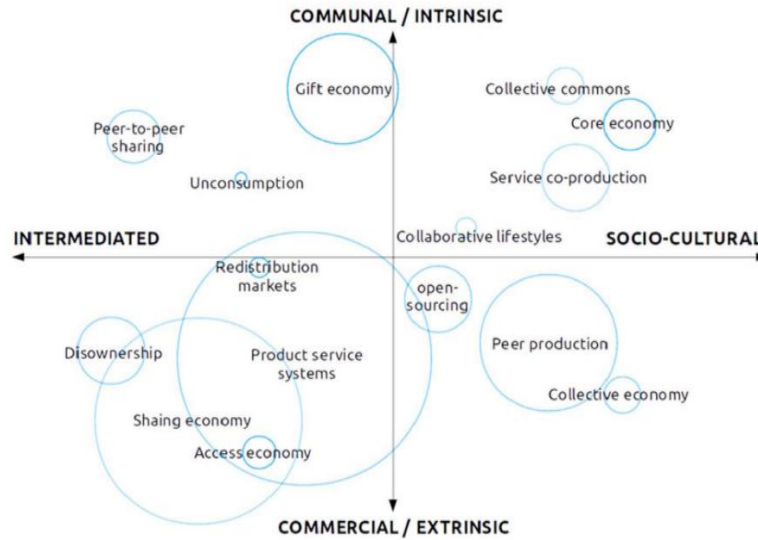 COMMUNAL / INTRINSIC
Gift economy
Collective commons
Core economy
Peer-to-peer
sharing
Unconsumption
Service co-production
Collaborative lifestyles
INTERMEDIATED
SOCIO-CULTURAL
Redistribution
markets
open-
sourcing
Disownership
Product service
systems
Peer production
Collective economy
Shaing economy
Access economy
COMMERCIAL / EXTRINSIC